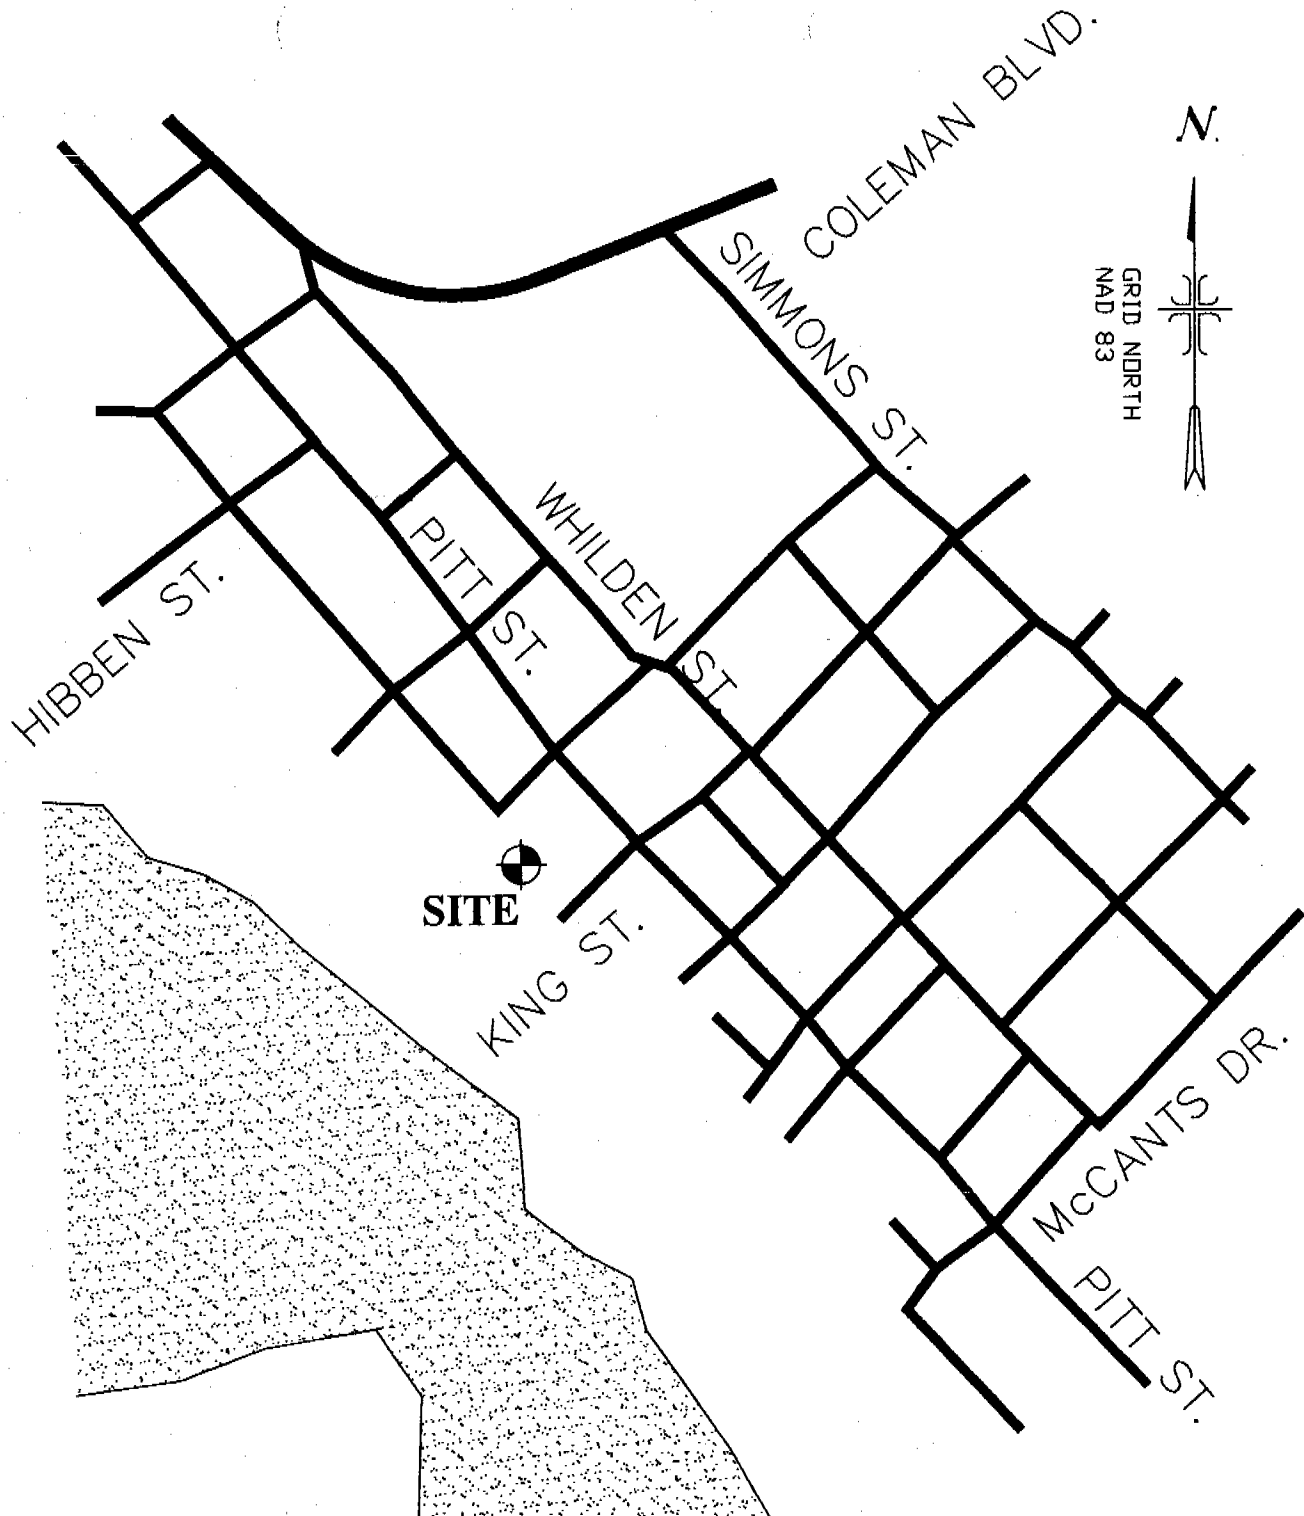 COLEMAN BLVD.
N
SIMMONS ST.
GRID NORTH
NAD 83
WHILDEN ST.
PITT ST.
HIBBEN ST.
SITE
KING ST.
McCANTS DR.
PITT ST.